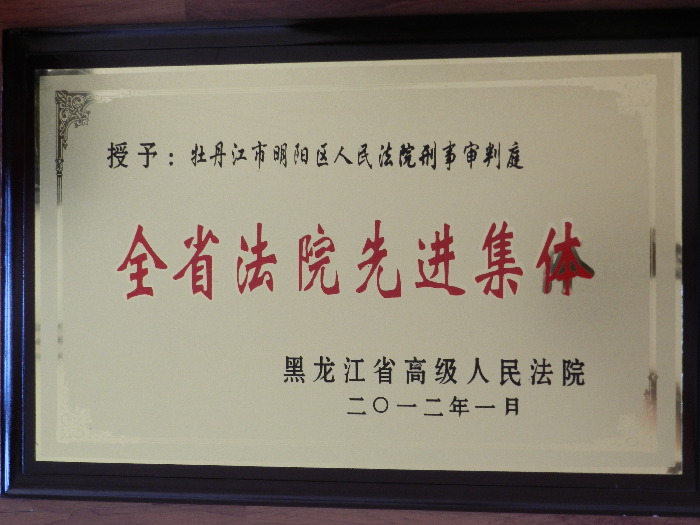 授予：牡丹江市明阳区人民法院刑事审判庭
全省法院先进集体
黑龙江省高级人民法院
二〇一二年一月